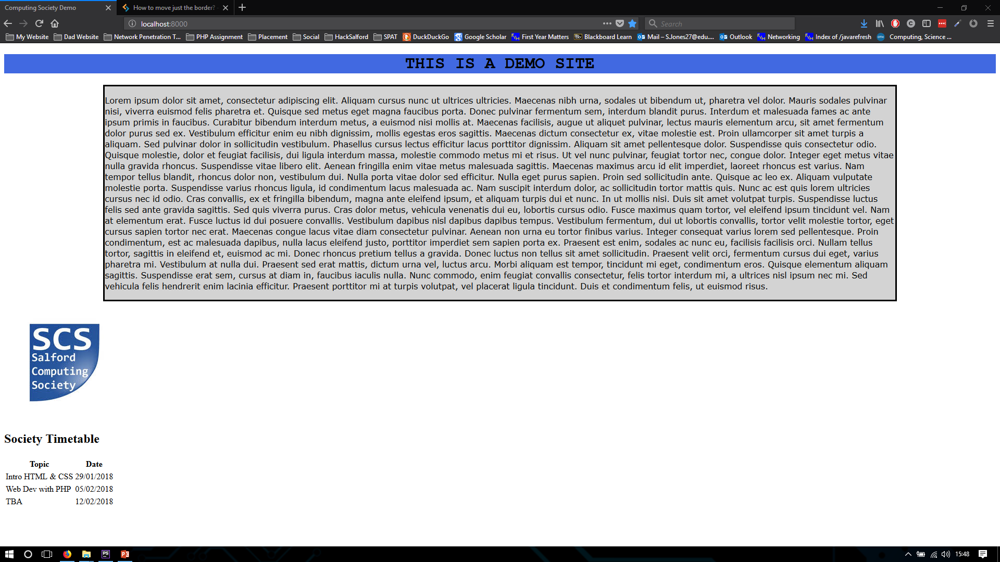 Computing Society Demo
How to move just the border? -
localhost:8000
Search
My Website Dad Website Network Penetration T... PHP Assignment Placement Social HackSalford SPAT DuckDuckGo Google Scholar First Year Matters Blackboard Learn Mail – SJones27@edu.... Outlook Networking Index of /javarefresh Computing, Science ...
THIS IS A DEMO SITE
Lorem ipsum dolor sit amet, consectetur adipiscing elit. Aliquam cursus nunc ut ultrices ultricies. Maecenas nibh urna, sodales ut bibendum ut, pharetra vel dolor. Mauris sodales pulvinar
nisi, viverra euismod felis pharetra et. Quisque sed metus eget magna faucibus porta. Donec pulvinar fermentum sem, interdum blandit purus. Interdum et malesuada fames ac ante
ipsum primis in faucibus. Curabitur bibendum interdum metus, a euismod nisi mollis at. Maecenas facilisis, augue ut aliquet pulvinar, lectus mauris elementum arcu, sit amet fermentum
dolor purus sed ex. Vestibulum efficitur enim eu nibh dignissim, mollis egestas eros sagittis. Maecenas dictum consectetur ex, vitae molestie est. Proin ullamcorper sit amet turpis a
aliquam. Sed pulvinar dolor in sollicitudin vestibulum. Phasellus cursus lectus efficitur lacus porttitor dignissim. Aliquam sit amet pellentesque dolor. Suspendisse quis consectetur odio.
Quisque molestie, dolor et feugiat facilisis, dui ligula interdum massa, molestie commodo metus mi et risus. Ut vel nunc pulvinar, feugiat tortor nec, congue dolor. Integer eget metus vitae
nulla gravida rhoncus. Suspendisse vitae libero elit. Aenean fringilla enim vitae metus malesuada sagittis. Maecenas maximus arcu id elit imperdiet, laoreet rhoncus est varius. Nam
tempor tellus blandit, rhoncus dolor non, vestibulum dui. Nulla porta vitae dolor sed efficitur. Nulla eget purus sapien. Proin sed sollicitudin ante. Quisque ac leo ex. Aliquam vulputate
molestie porta. Suspendisse varius rhoncus ligula, id condimentum lacus malesuada ac. Nam suscipit interdum dolor, ac sollicitudin tortor mattis quis. Nunc ac est quis lorem ultricies
cursus nec id odio. Cras convallis, ex et fringilla bibendum, magna ante eleifend ipsum, et aliquam turpis dui et nunc. In ut mollis nisi. Duis sit amet volutpat turpis. Suspendisse luctus
felis sed ante gravida sagittis. Sed quis viverra purus. Cras dolor metus, vehicula venenatis dui eu, lobortis cursus odio. Fusce maximus quam tortor, vel eleifend ipsum tincidunt vel. Nam
at elementum erat. Fusce luctus id dui posuere convallis. Vestibulum dapibus nisl dapibus dapibus tempus. Vestibulum fermentum, dui ut lobortis convallis, tortor velit molestie tortor, eget
cursus sapien tortor nec erat. Maecenas congue lacus vitae diam consectetur pulvinar. Aenean non urna eu tortor finibus varius. Integer consequat varius lorem sed pellentesque. Proin
condimentum, est ac malesuada dapibus, nulla lacus eleifend justo, porttitor imperdiet sem sapien porta ex. Praesent est enim, sodales ac nunc eu, facilisis facilisis orci. Nullam tellus
tortor, sagittis in eleifend et, euismod ac mi. Donec rhoncus pretium tellus a gravida. Donec luctus non tellus sit amet sollicitudin. Praesent velit orci, fermentum cursus dui eget, varius
pharetra mi. Vestibulum at nulla dui. Praesent sed erat mattis, dictum urna vel, luctus arcu. Morbi aliquam est tempor, tincidunt mi eget, condimentum eros. Quisque elementum aliquam
sagittis. Suspendisse erat sem, cursus at diam in, faucibus iaculis nulla. Nunc commodo, enim feugiat convallis consectetur, felis tortor interdum mi, a ultrices nisl ipsum nec mi. Sed
vehicula felis hendrerit enim lacinia efficitur. Praesent porttitor mi at turpis volutpat, vel placerat ligula tincidunt. Duis et condimentum felis, ut euismod risus.
SCS
Salford
Computing
Society
Society Timetable
Topic Date
Intro HTML & CSS 29/01/2018
Web Dev with PHP 05/02/2018
TBA 12/02/2018
15:48